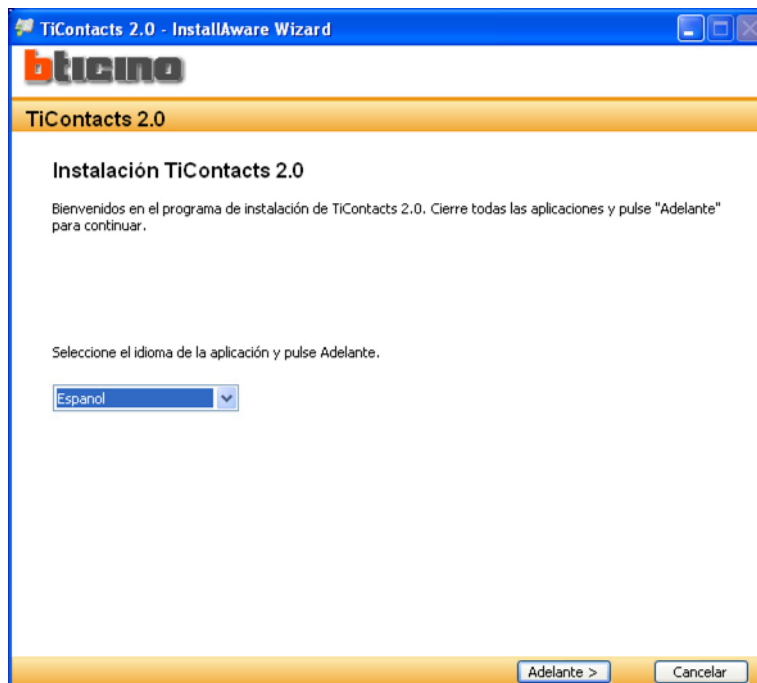 TiContacts 2.0 - InstallAware Wizard
bticino
TiContacts 2.0
Instalación TiContacts 2.0
Bienvenidos en el programa de instalación de TiContacts 2.0. Cierre todas las aplicaciones y pulse "Adelante"
para continuar.
Seleccione el idioma de la aplicación y pulse Adelante.
Espanol
Adelante >
Cancelar